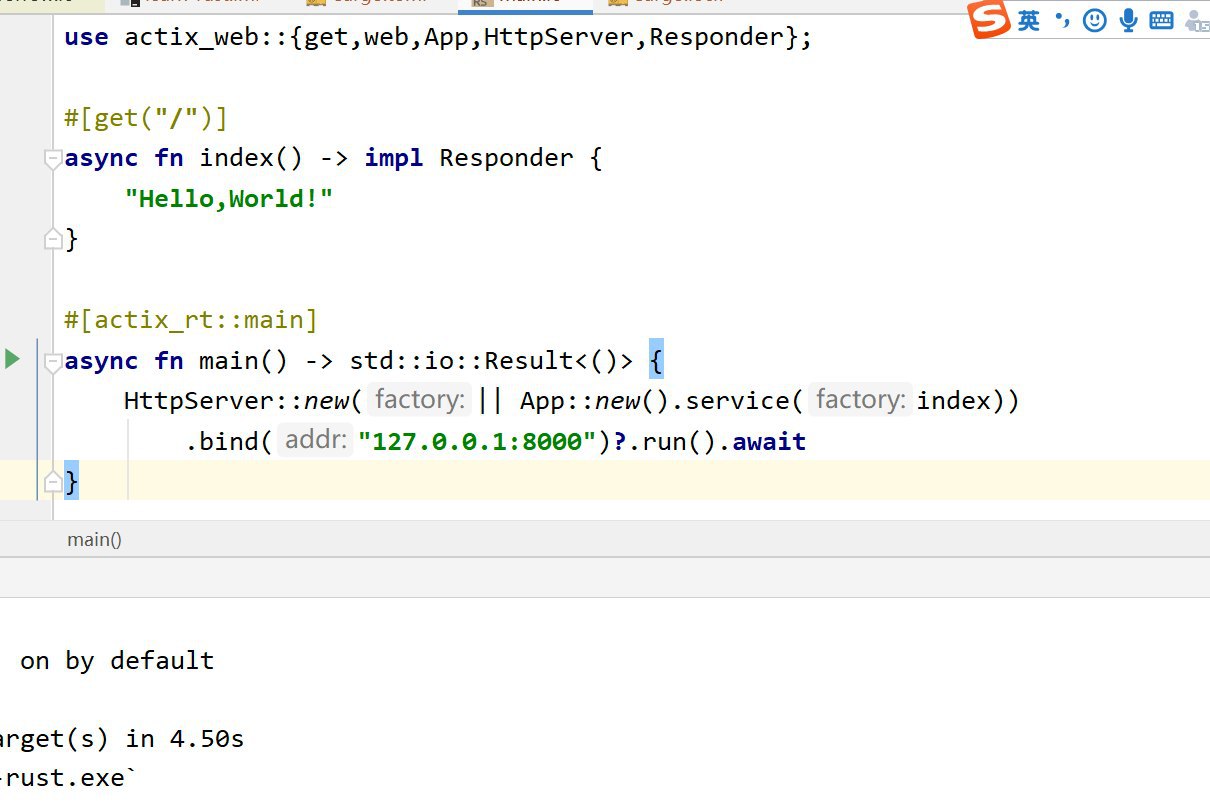 use actix_web::{get,web,App,HttpServer,Responder};
英
#[get("/")]
async fn index() -> impl Responder {
"Hello,World!"
}
#[actix_rt::main]
async fn main() -> std::io::Result<()> {
HttpServer::new( factory: || App::new().service( factory: index))
.bind( addr: "127.0.0.1:8000")?.run().await
}
main()
on by default
arget(s) in 4.50s
-rust.exe`